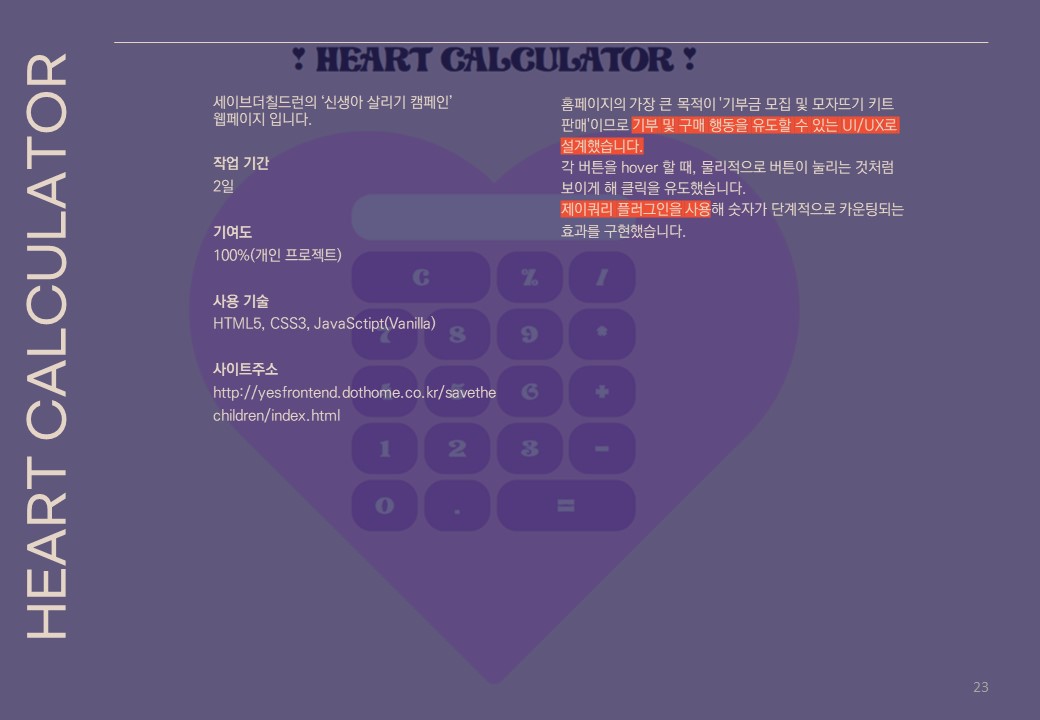 HEART CALCULATOR
❣ HEART CALCULATOR ❣
세이브더칠드런의 ‘신생아 살리기 캠페인’
웹페이지 입니다.
작업 기간
2일
기여도
100%(개인 프로젝트)
사용 기술
HTML5, CSS3, JavaSctipt(Vanilla)
사이트주소
http://yesfrontend.dothome.co.kr/savethe
children/index.html
홈페이지의 가장 큰 목적이 ‘기부금 모집 및 모자뜨기 키트
판매’이므로 기부 및 구매 행동을 유도할 수 있는 UI/UX로
설계했습니다.
각 버튼을 hover 할 때, 물리적으로 버튼이 눌리는 것처럼
보이게 해 클릭을 유도했습니다.
제이쿼리 플러그인을 사용해 숫자가 단계적으로 카운팅되는
효과를 구현했습니다.
C % /
7 8 9 *
4 5 6 +
1 2 3 -
0 . =
23